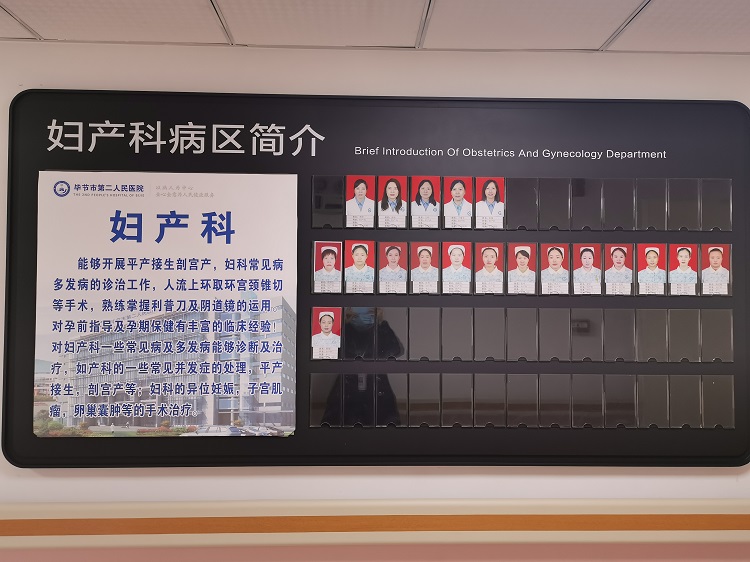 妇产科病区简介
Brief Introduction Of Obstetrics And Gynecology Department
毕节市第二人民医院
THE 2ND PEOPLE'S HOSPITAL OF BIJIE
妇产科
能够开展平产接生剖宫产，妇科常见病
多发病的诊治工作，人流上环取环宫颈锥切
等手术，熟练掌握利普刀及阴道镜的运用。
对孕前指导及孕期保健有丰富的临床经验！
对妇产科一些常见病及多发病能够诊断及治
疗，如产科的一些常见并发症的处理，平产
接生，剖宫产等；妇科的异位妊娠，子宫肌
瘤，卵巢囊肿等的手术治疗。